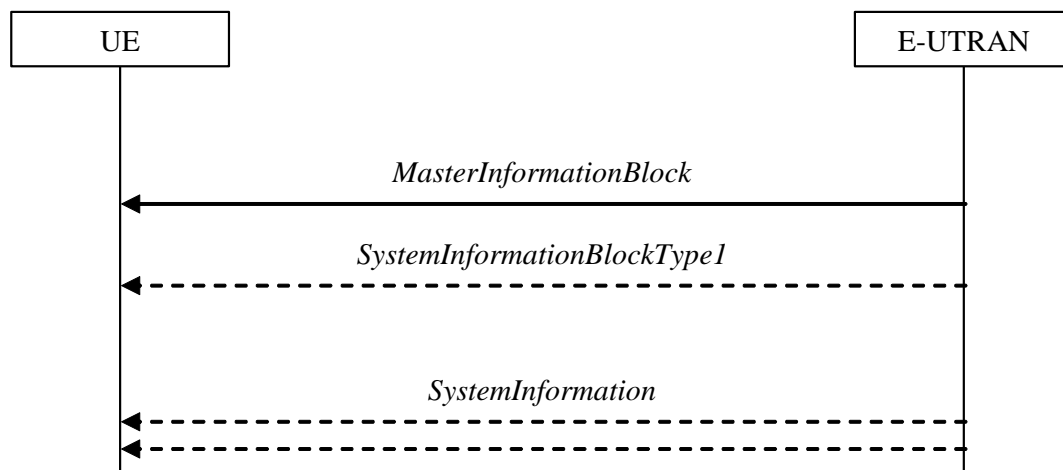 UE
E-UTRAN
MasterInformationBlock
SystemInformationBlockType1
SystemInformation